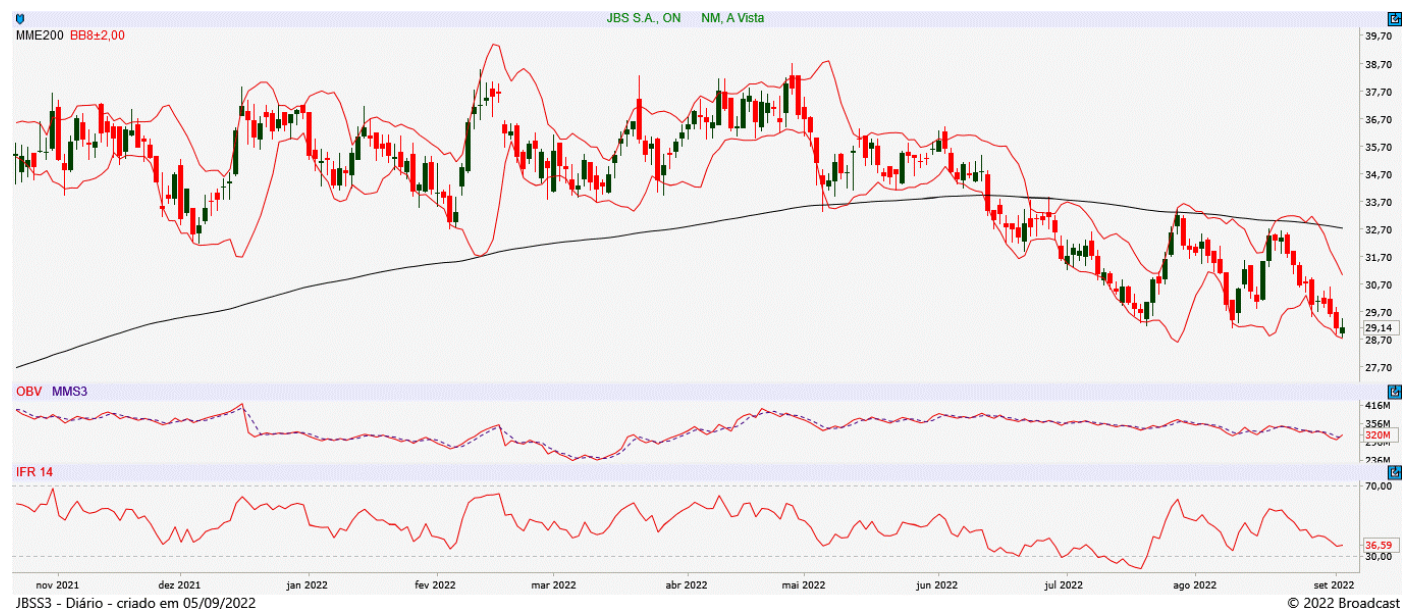 JBS S.A., ON NM, A Vista
MME200 BB8±2,00
39,70
38,70
37,70
36,70
35,70
34,70
33,70
32,70
31,70
30,70
29,70
29.14
28,70
27,70
OBV MMS3
416M
356M
320M
236M
IFR 14
70.00
36.59
30.00
nov 2021 dez 2021 jan 2022 fev 2022 mar 2022 abr 2022 mai 2022 jun 2022 jul 2022 ago 2022 set 2022
JBSS3 - Diário - criado em 05/09/2022 © 2022 Broadcast